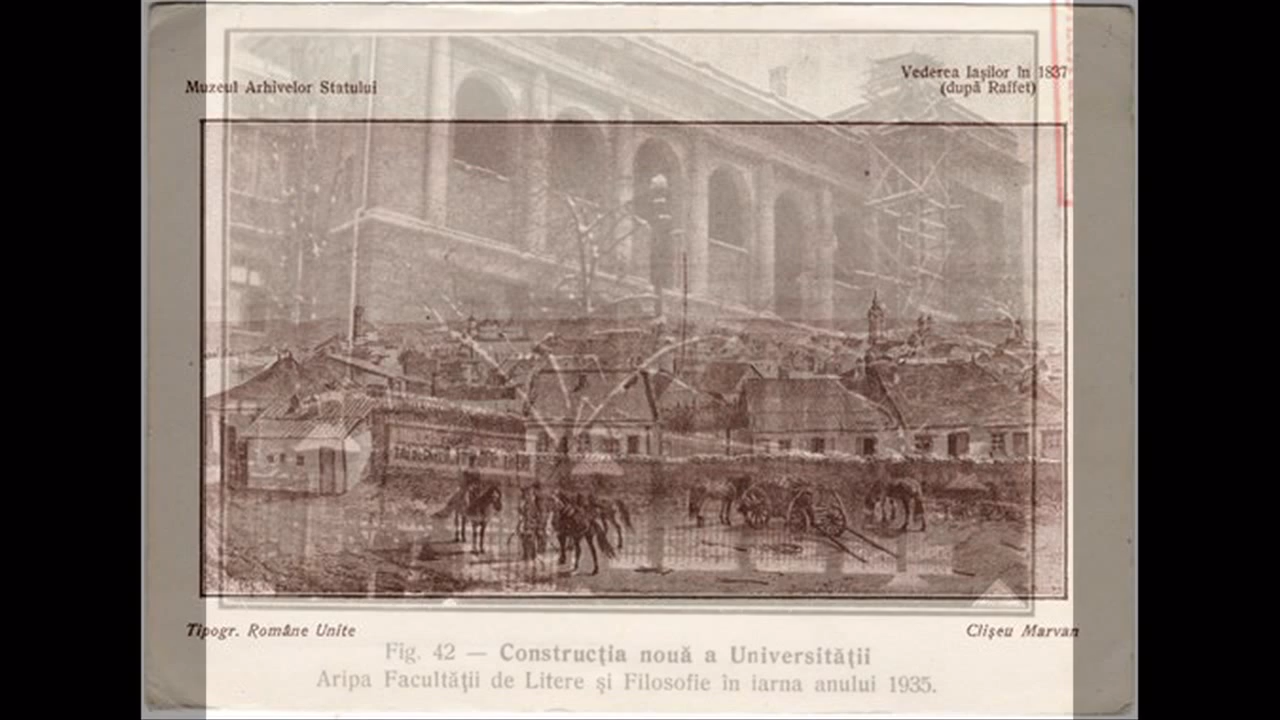 Muzeul Arhivelor Statului
Vederea Iaşilor în 1837
(după Raffet)
Tipogr. Române Unite
Clişeu Marvan
Fig. 42 — Construcţia nouă a Universităţii
Aripa Facultăţii de Litere şi Filosofie în iarna anului 1935.